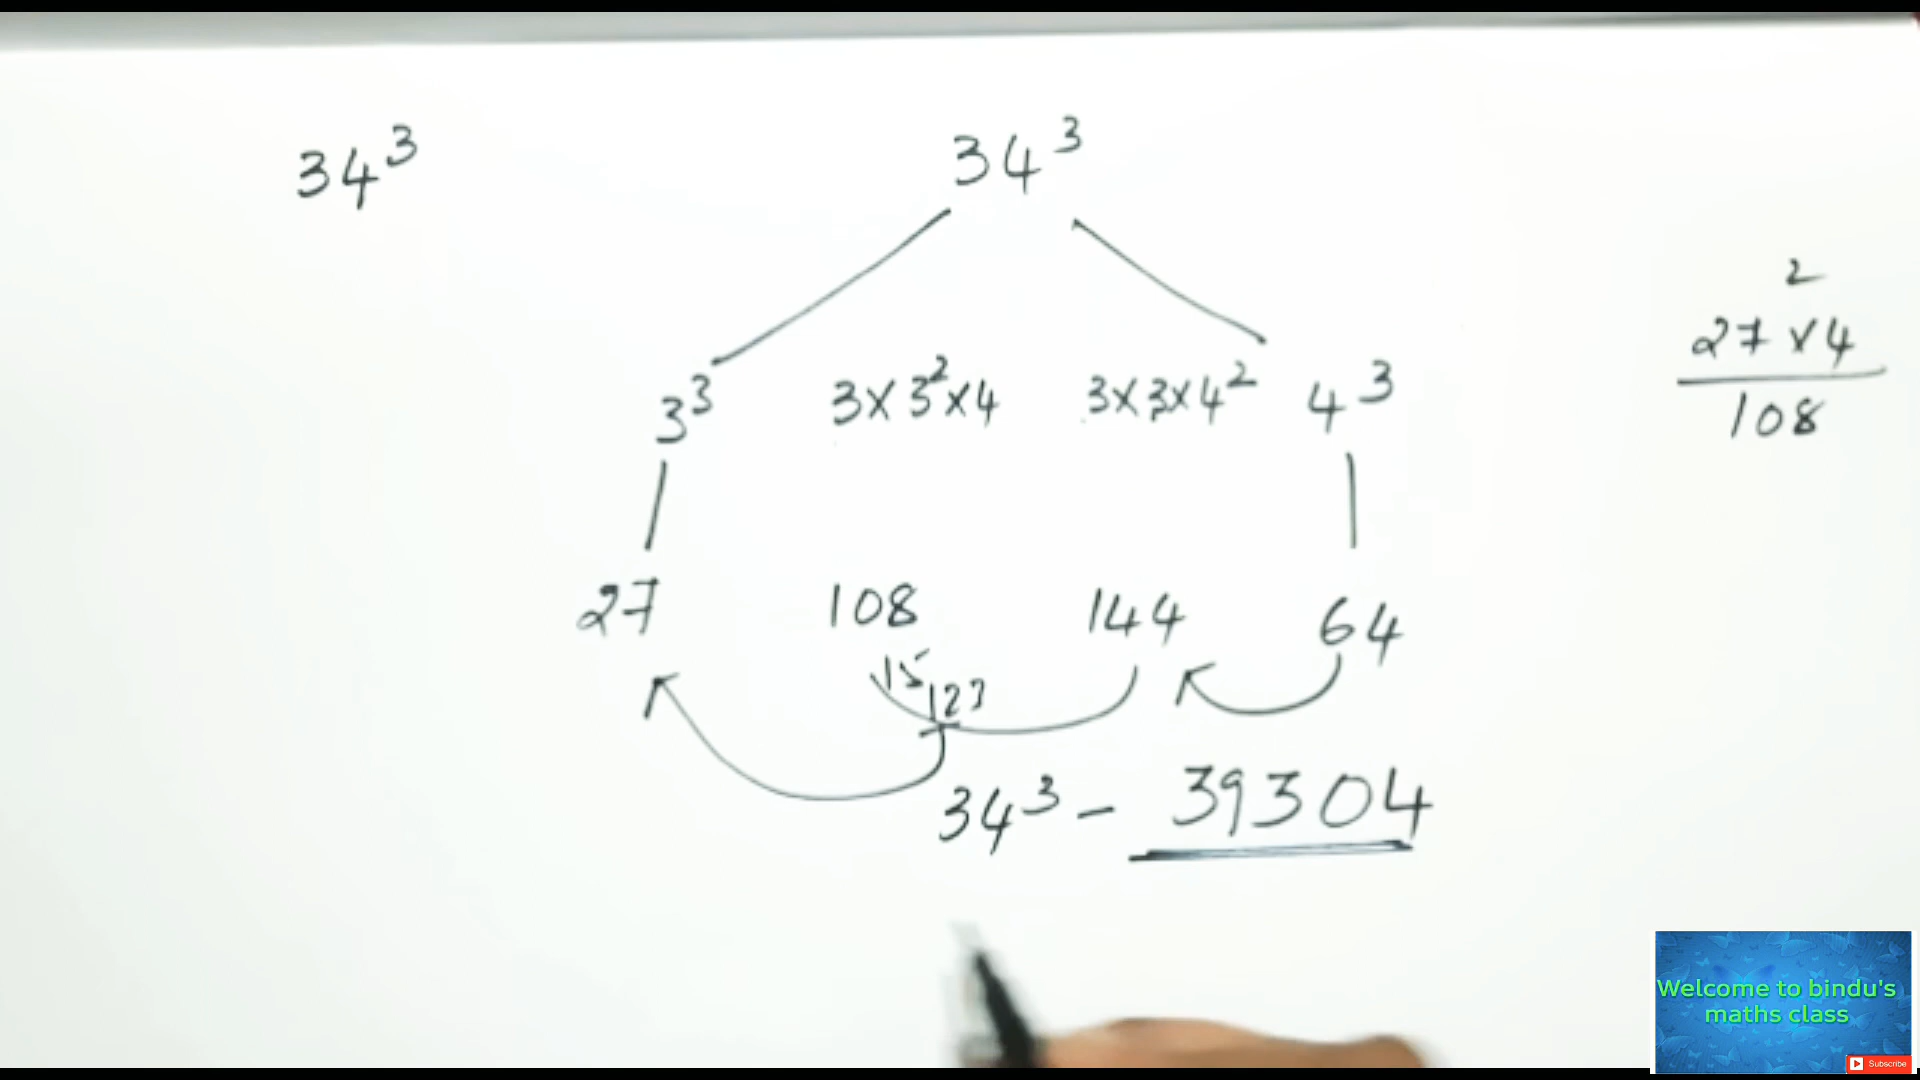 34³ 34³
2
27 × 4
108
3³ 3×3²×4 3×3×4² 4³
27 108 144 64
15
123
34³ - 39304
Welcome to bindu's
maths class
Subscribe